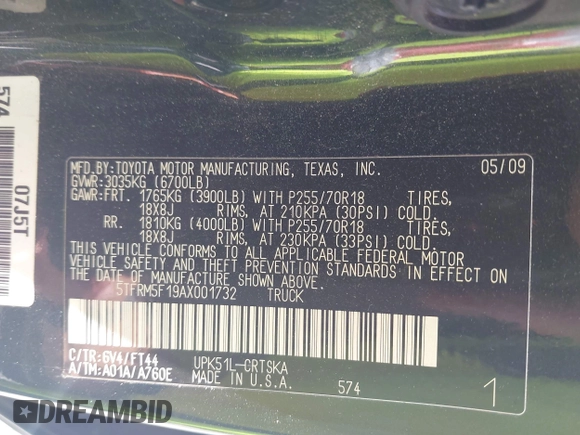 574
07J5T
MFD.BY: TOYOTA MOTOR MANUFACTURING, TEXAS, INC. 05/09
GVWR: 3035KG (6700LB)
GAWR: FRT. 1765KG (3900LB) WITH P255/70R18 TIRES,
18X8J RIMS, AT 210KPA (30PSI) COLD.
RR. 1810KG (4000LB) WITH P255/70R18 TIRES,
18X8J RIMS, AT 230KPA (33PSI) COLD.
THIS VEHICLE CONFORMS TO ALL APPLICABLE FEDERAL MOTOR
VEHICLE SAFETY AND THEFT PREVENTION STANDARDS IN EFFECT ON
THE DATE OF MANUFACTURE SHOWN ABOVE.
5TFRM5F19AX001732 TRUCK
C/TR: 6V4/FT44 UPK51L-CRTSKA
A/TM: A01A/A760E MADE IN U.S.A. 574 1
DREAMBID